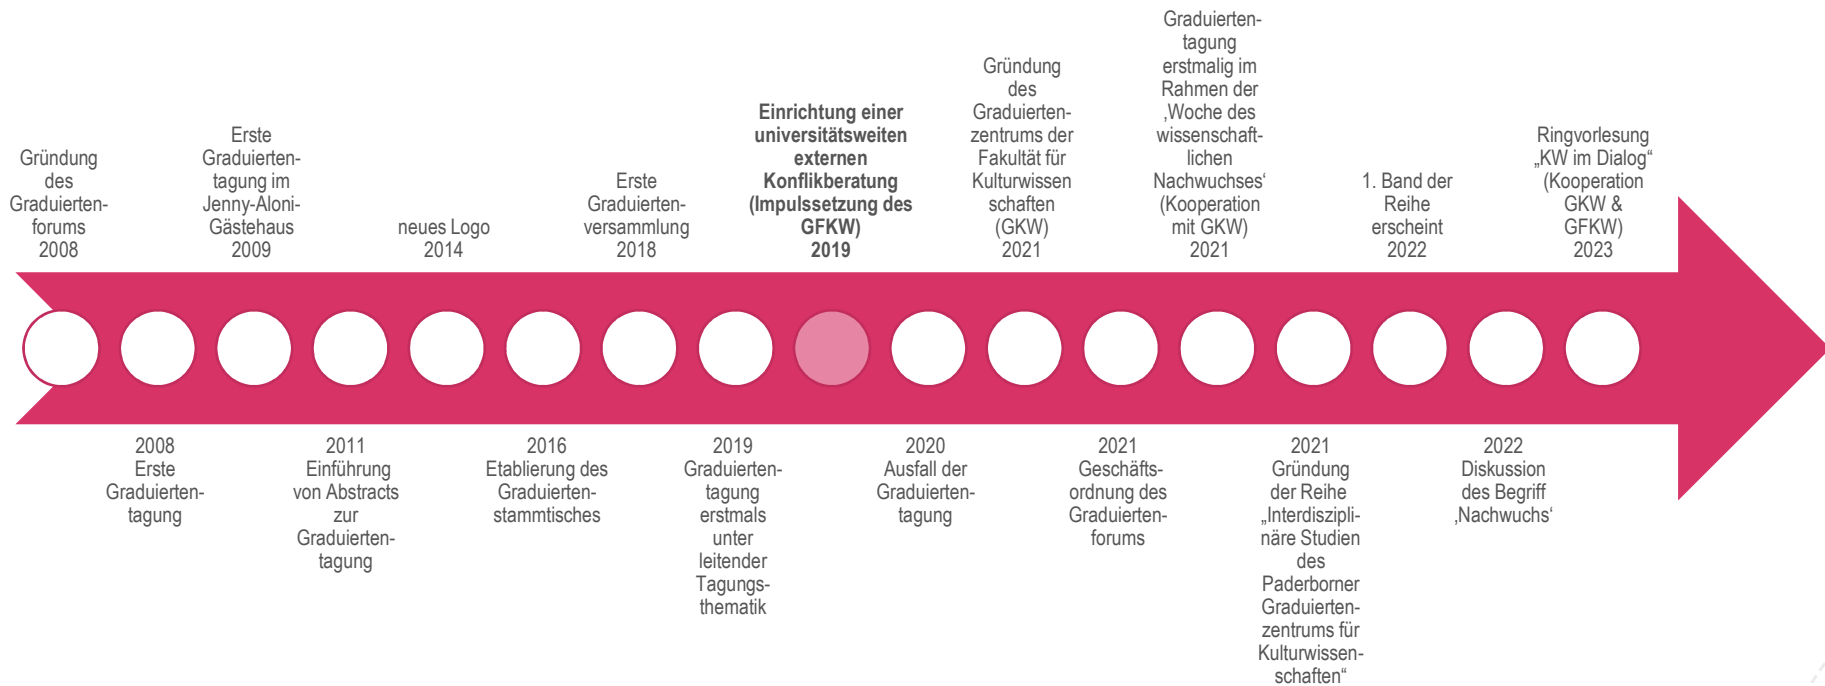 Gründung
des
Graduierten-
forums
2008
Erste
Graduierten-
tagung im
Jenny-Aloni-
Gästehaus
2009
neues Logo
2014
Erste
Graduierten-
versammlung
2018
Einrichtung einer
universitätsweiten
externen
Konflikberatung
(Impulssetzung des
GFKW)
2019
Gründung
des
Graduierten-
zentrums der
Fakultät für
Kulturwissen
schaften
(GKW)
2021
Graduierten-
tagung
erstmalig im
Rahmen der
‚Woche des
wissenschaft-
lichen
Nachwuchses‘
(Kooperation
mit GKW)
2021
1. Band der
Reihe
erscheint
2022
Ringvorlesung
„KW im Dialog“
(Kooperation
GKW &
GFKW)
2023
2008
Erste
Graduierten-
tagung
2011
Einführung
von Abstracts
zur
Graduierten-
tagung
2016
Etablierung des
Graduierten-
stammtisches
2019
Graduierten-
tagung
erstmals
unter
leitender
Tagungs-
thematik
2020
Ausfall der
Graduierten-
tagung
2021
Geschäfts-
ordnung des
Graduierten-
forums
2021
Gründung
der Reihe
„Interdiszipli-
näre Studien
des
Paderborner
Graduierten-
zentrums für
Kulturwissen-
schaften“
2022
Diskussion
des Begriff
‚Nachwuchs‘